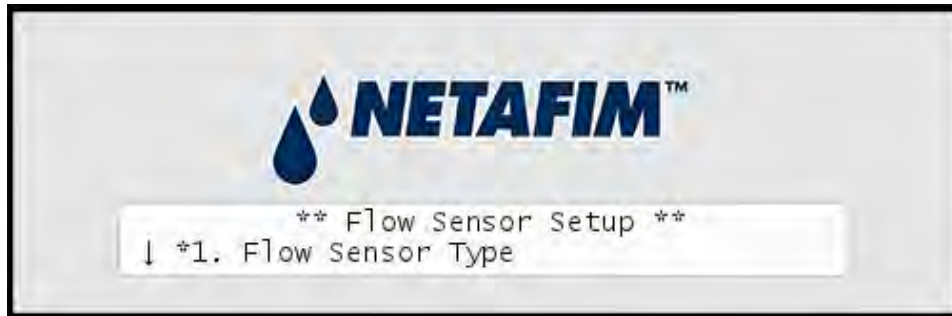 NETAFIM™
** Flow Sensor Setup **
↓ *1. Flow Sensor Type